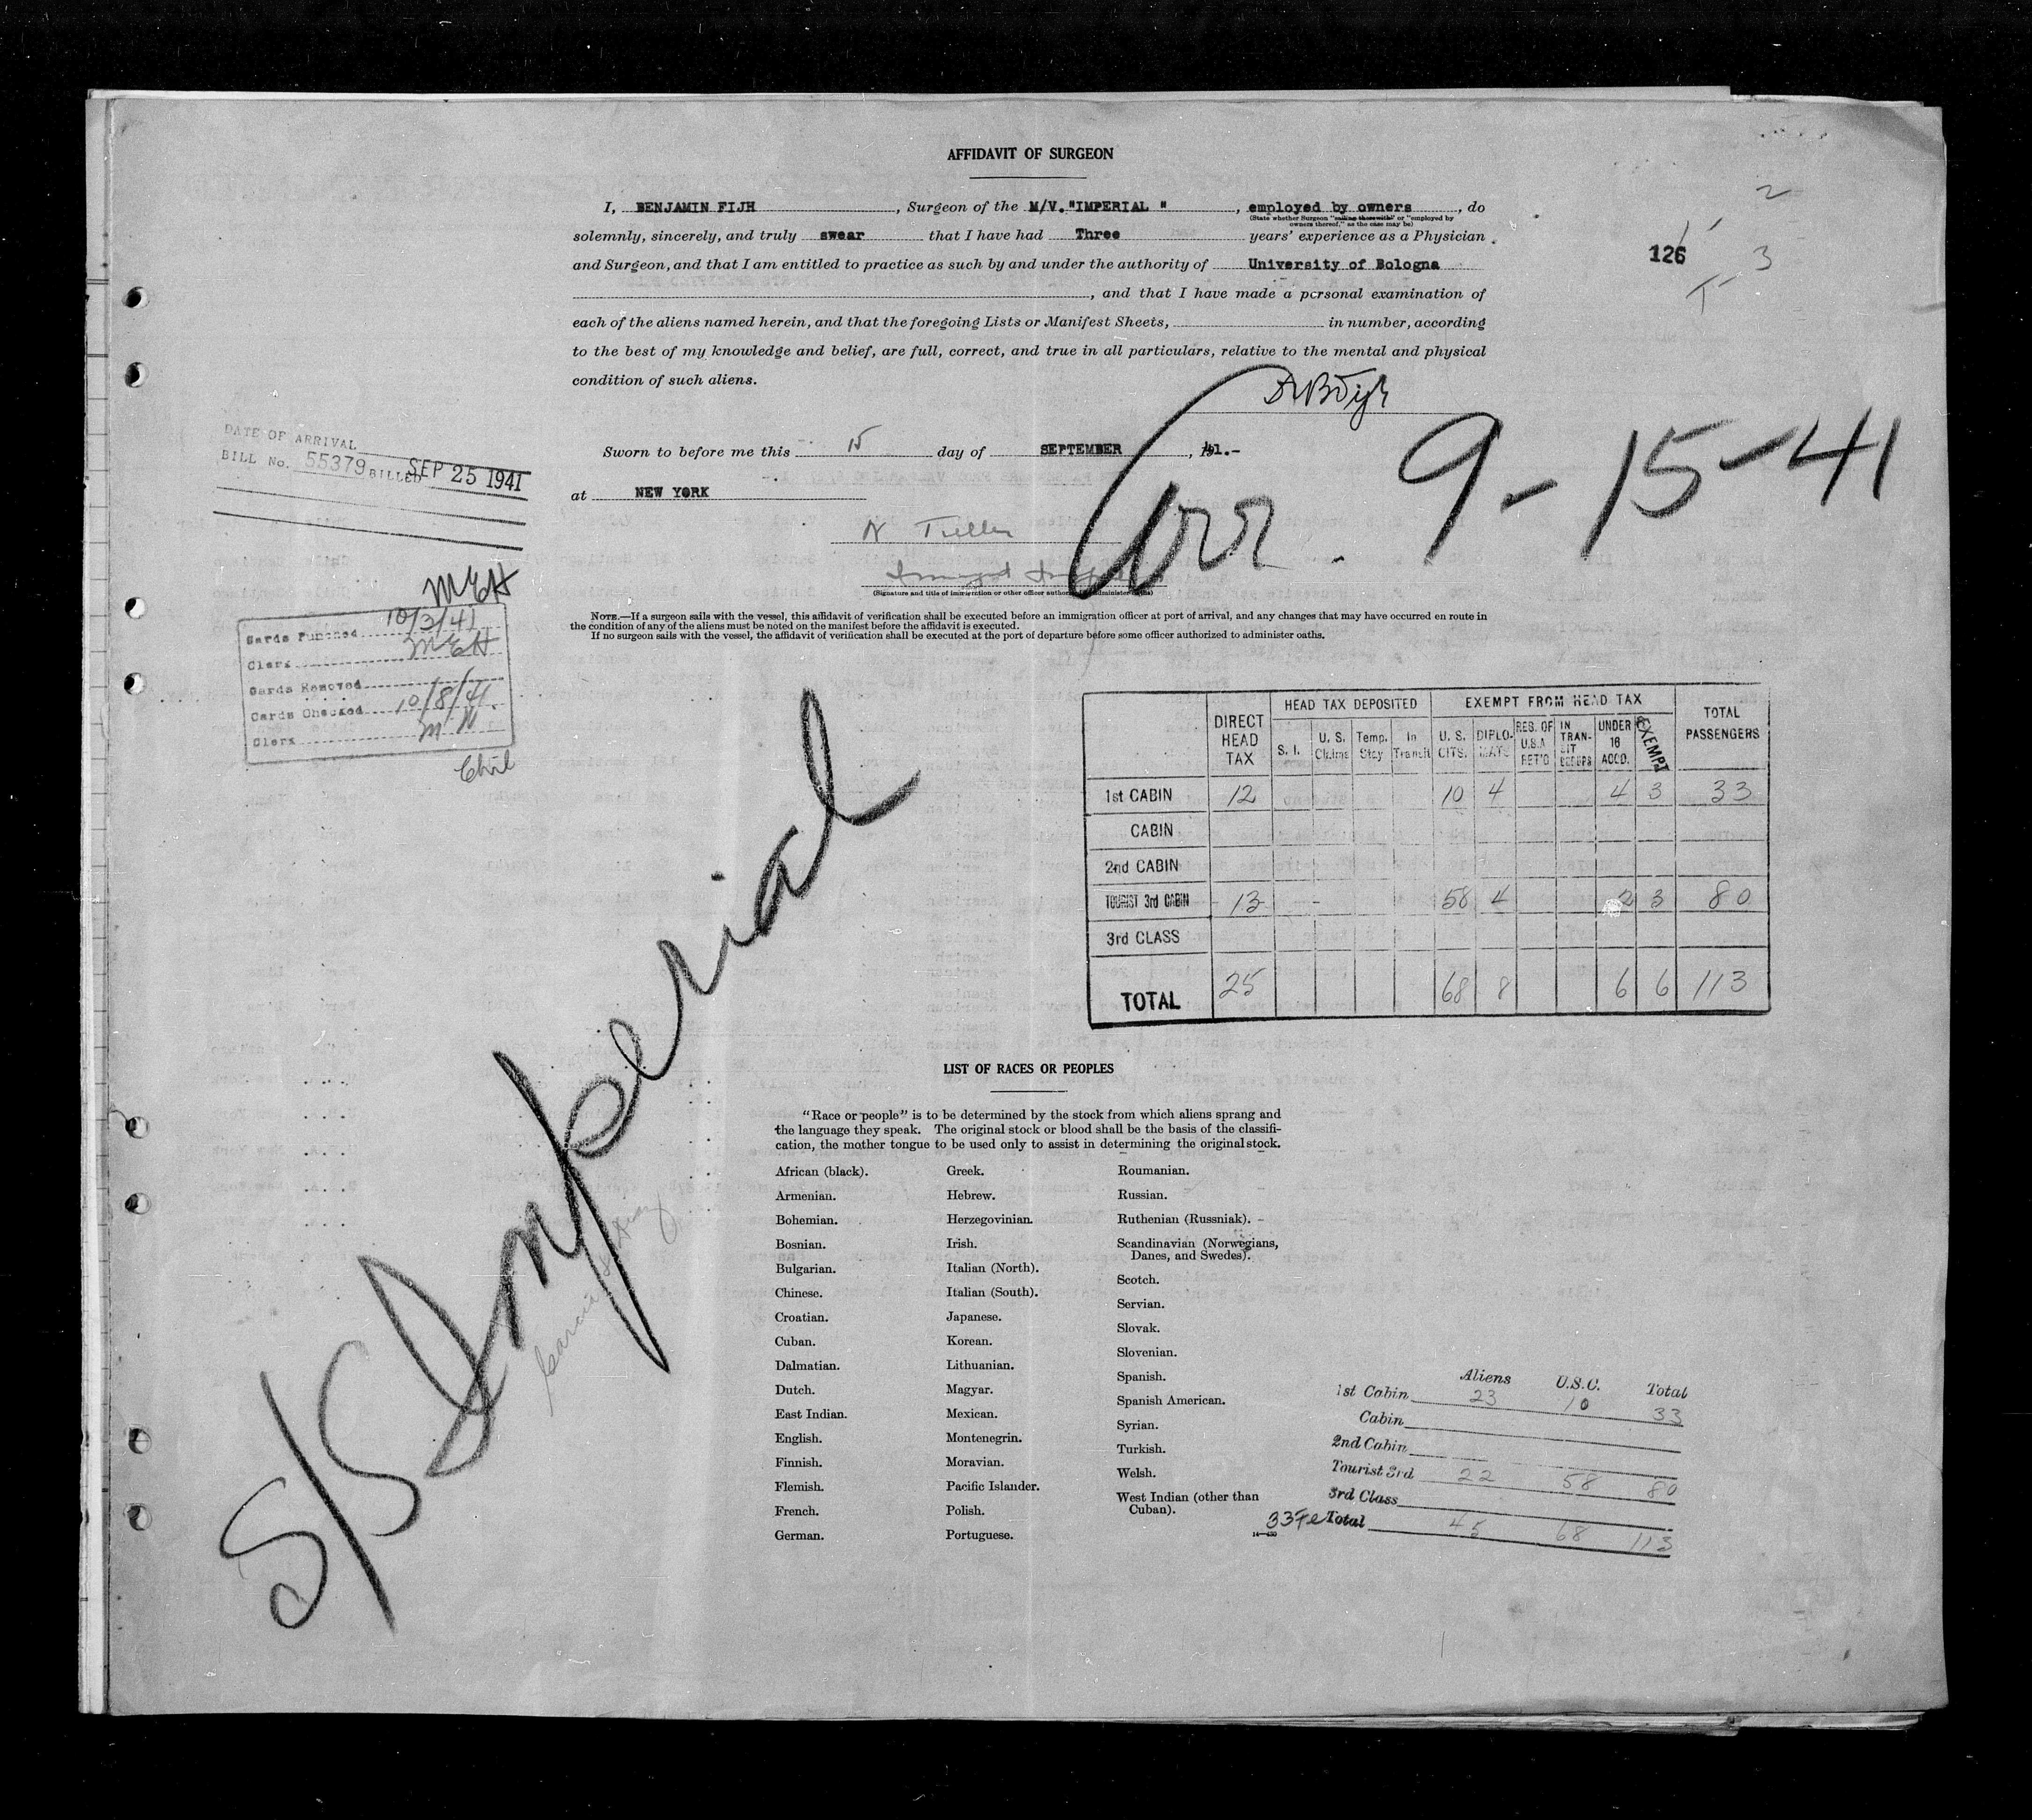 AFFIDAVIT OF SURGEON
I, BENJAMIN FIJH, Surgeon of the M/V. "IMPERIAL ", employed by owners, do
(State whether Surgeon "sailing therewith" or "employed by
owners thereof," as the case may be)
solemnly, sincerely, and truly swear that I have had Three years' experience as a Physician
and Surgeon, and that I am entitled to practice as such by and under the authority of University of Bologna
, and that I have made a personal examination of
each of the aliens named herein, and that the foregoing Lists or Manifest Sheets, in number, according
to the best of my knowledge and belief, are full, correct, and true in all particulars, relative to the mental and physical
condition of such aliens.
2
126
3
Sworn to before me this 15 day of SEPTEMBER, 41.-
at NEW YORK
Arr. 9-15-41
(Signature and title of immigration or other officer authorized to administer oaths)
NOTE.—If a surgeon sails with the vessel, this affidavit of verification shall be executed before an immigration officer at port of arrival, and any changes that may have occurred en route in
the condition of any of the aliens must be noted on the manifest before the affidavit is executed.
If no surgeon sails with the vessel, the affidavit of verification shall be executed at the port of departure before some officer authorized to administer oaths.
DATE OF ARRIVAL
BILL No. 55379 BILLED SEP 25 1941
MEH
Cards Punched 10/3/41
Clerk MEH
Cards Removed
Cards Checked 10/8/41.
Clerk
S/S Imperial
DIRECT HEAD TAX
HEAD TAX DEPOSITED
EXEMPT FROM HEAD TAX
TOTAL PASSENGERS
S. I. U. S. Claims Temp. Stay In Transit U. S. CITS. DIPLOMATS RES. OF U.S.A RET'D IN TRANSIT UNDER 16 ACCD. EXEMPT
1st CABIN 12 10 4 4 3 33
CABIN
2nd CABIN
TOURIST 3rd CABIN 13 58 4 2 3 80
3rd CLASS
TOTAL 25 68 8 6 6 113
LIST OF RACES OR PEOPLES
"Race or people" is to be determined by the stock from which aliens sprang and
the language they speak. The original stock or blood shall be the basis of the classifi-
cation, the mother tongue to be used only to assist in determining the original stock.
African (black).
Armenian.
Bohemian.
Bosnian.
Bulgarian.
Chinese.
Croatian.
Cuban.
Dalmatian.
Dutch.
East Indian.
English.
Finnish.
Flemish.
French.
German.
Greek.
Hebrew.
Herzegovinian.
Irish.
Italian (North).
Italian (South).
Japanese.
Korean.
Lithuanian.
Magyar.
Mexican.
Montenegrin.
Moravian.
Pacific Islander.
Polish.
Portuguese.
Roumanian.
Russian.
Ruthenian (Russniak).
Scandinavian (Norwegians,
Danes, and Swedes).
Scotch.
Servian.
Slovak.
Slovenian.
Spanish.
Spanish American.
Syrian.
Turkish.
Welsh.
West Indian (other than
Cuban).
Aliens U.S.C. Total
1st Cabin 23 10 33
Cabin
2nd Cabin
Tourist 3rd 22 58 80
3rd Class
Total 45 68 113